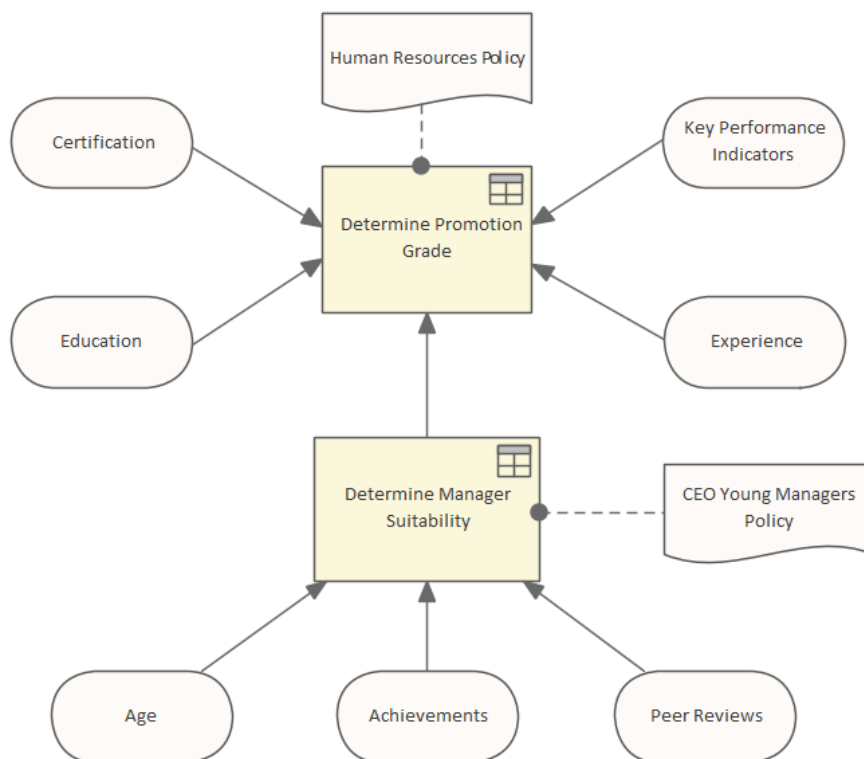 Human Resources Policy
Certification
Key Performance
Indicators
Determine Promotion
Grade
Education
Experience
Determine Manager
Suitability
CEO Young Managers
Policy
Age
Achievements
Peer Reviews